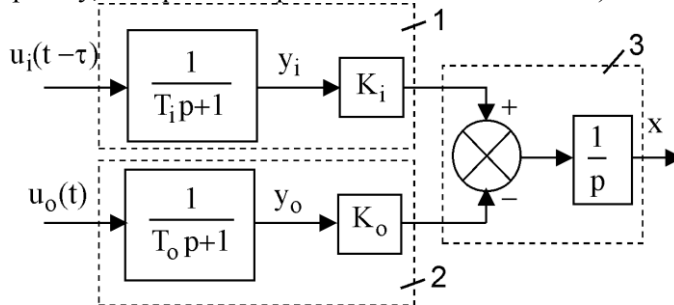 1
u_i(t−τ)
1
T_i p+1
y_i
K_i
3
+
−
1
p
x
u_o(t)
1
T_o p+1
y_o
K_o
2